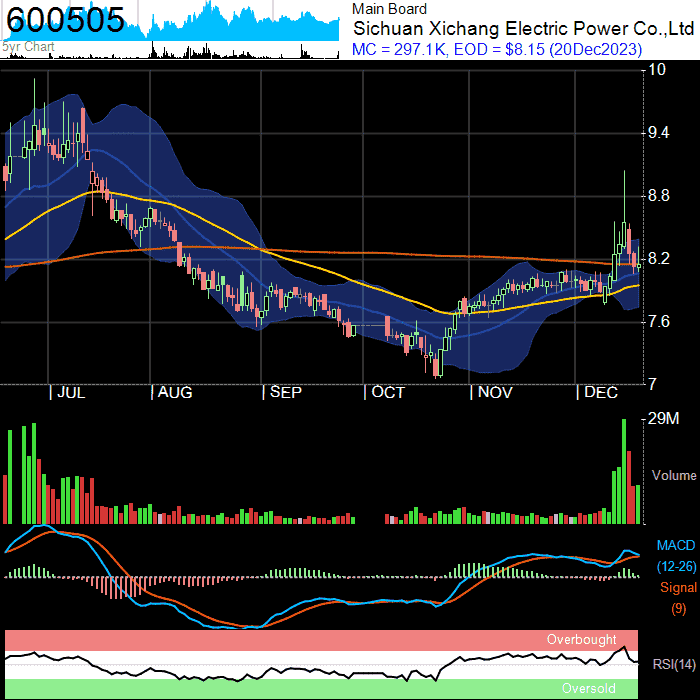 600505
5yr Chart
Main Board
Sichuan Xichang Electric Power Co.,Ltd
MC = 297.1K, EOD = $8.15 (20Dec2023)
10
9.4
8.8
8.2
7.6
7
JUL AUG SEP OCT NOV DEC
29M
Volume
MACD
(12-26)
Signal
(9)
Overbought
RSI(14)
Oversold